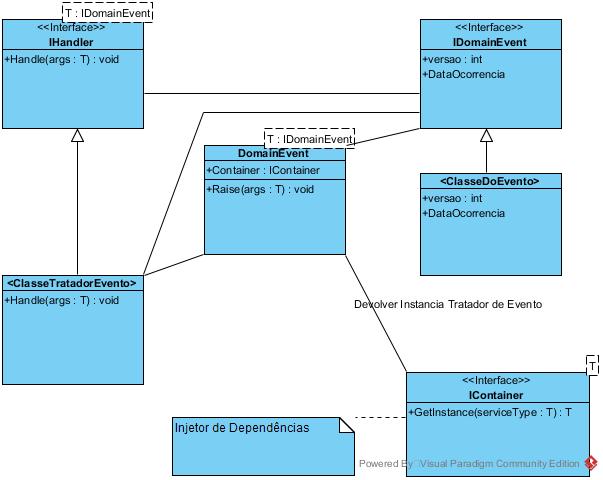 T : IDomainEvent
<<Interface>>
IHandler
+Handle(args : T) : void
<<Interface>>
IDomainEvent
+versao : int
+DataOcorrencia
T : IDomainEvent
DomainEvent
+Container : IContainer
+Raise(args : T) : void
<ClasseDoEvento>
+versao : int
+DataOcorrencia
<ClasseTratadorEvento>
+Handle(args : T) : void
Devolver Instancia Tratador de Evento
T
<<Interface>>
IContainer
+GetInstance(serviceType : T) : T
Injetor de Dependências
Powered By Visual Paradigm Community Edition